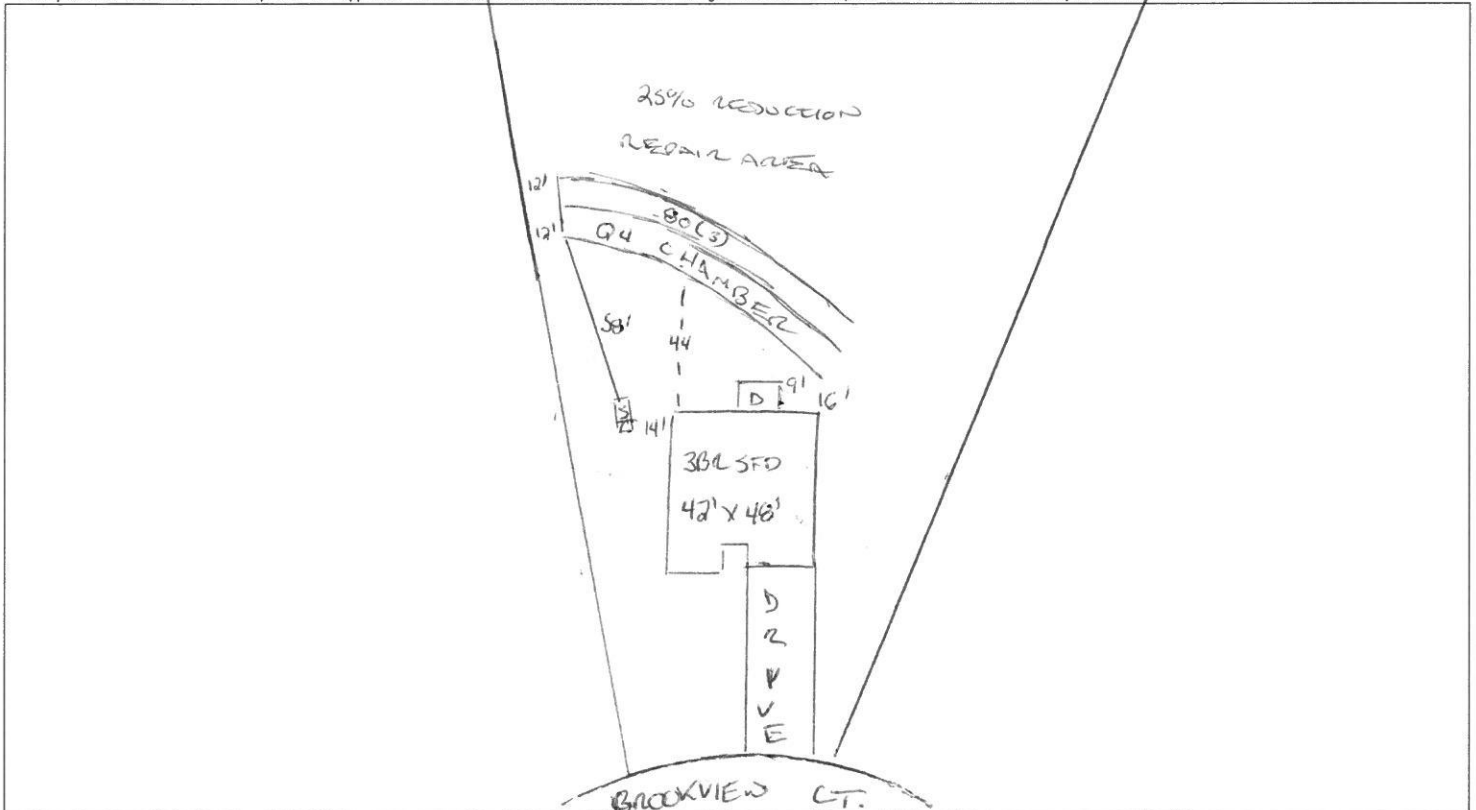 25% REDUCTION
REPAIR AREA
12'
80(3)
12'
Q4 CHAMBER
58'
44
9'
D
16'
14'
3BR SFD
42' X 48'
DRIVE
BROOKVIEW CT.